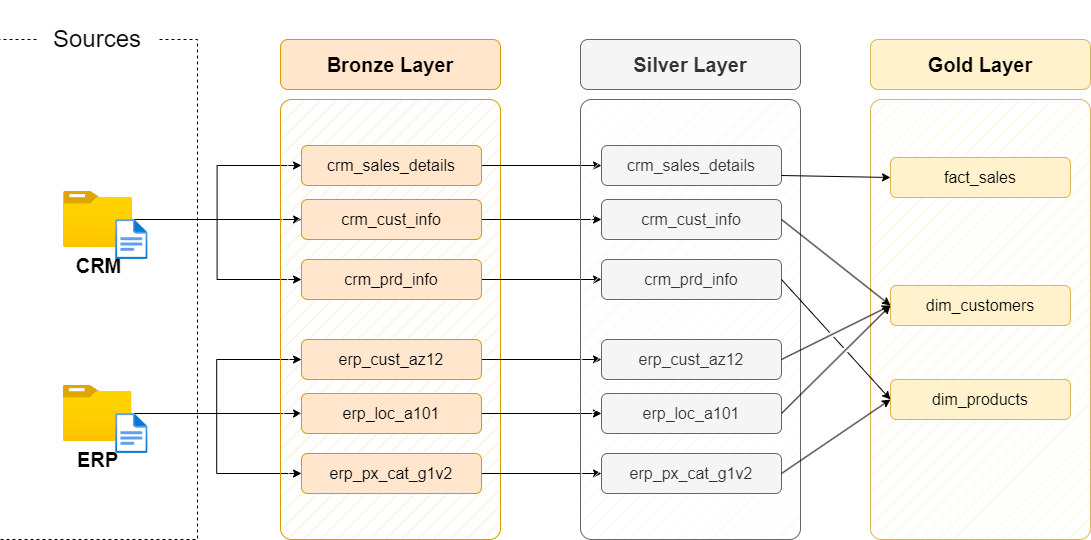 Sources
Bronze Layer
Silver Layer
Gold Layer
CRM
ERP
crm_sales_details
crm_cust_info
crm_prd_info
erp_cust_az12
erp_loc_a101
erp_px_cat_g1v2
crm_sales_details
crm_cust_info
crm_prd_info
erp_cust_az12
erp_loc_a101
erp_px_cat_g1v2
fact_sales
dim_customers
dim_products